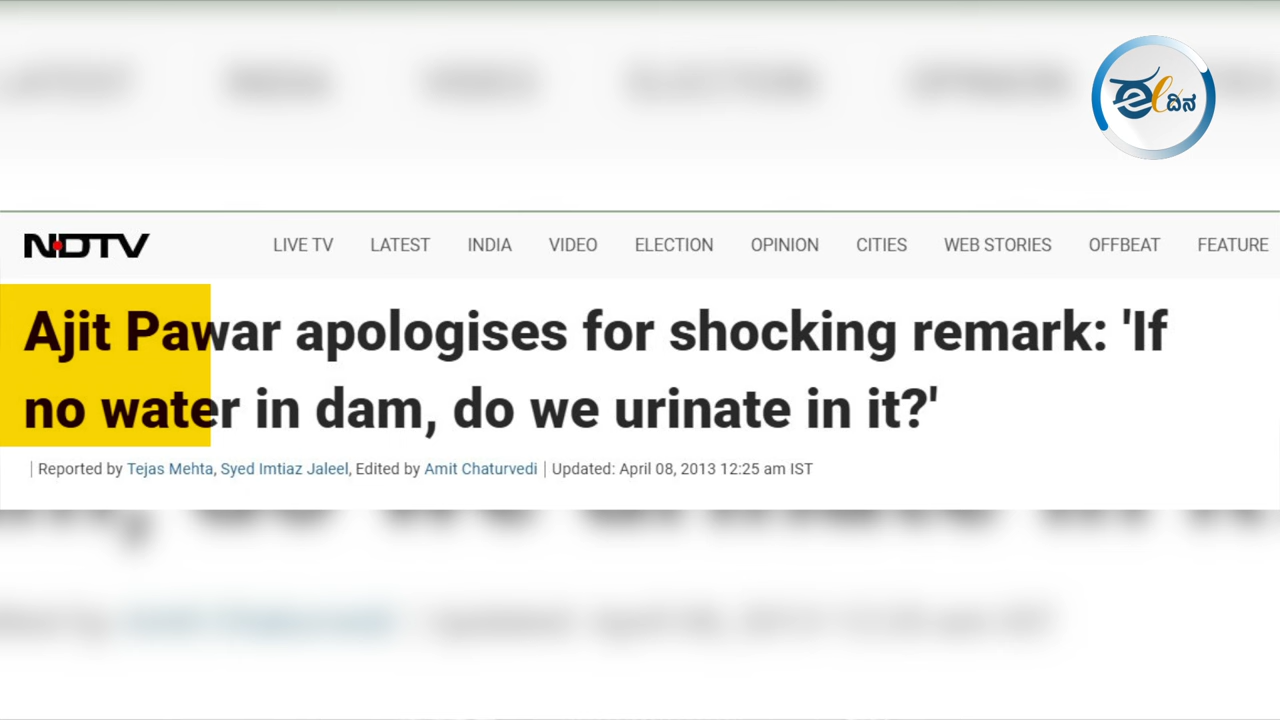 ಈ ದಿನ
NDTV
LIVE TV LATEST INDIA VIDEO ELECTION OPINION CITIES WEB STORIES OFFBEAT FEATURE
Ajit Pawar apologises for shocking remark: 'If
no water in dam, do we urinate in it?'
| Reported by Tejas Mehta, Syed Imtiaz Jaleel, Edited by Amit Chaturvedi | Updated: April 08, 2013 12:25 am IST